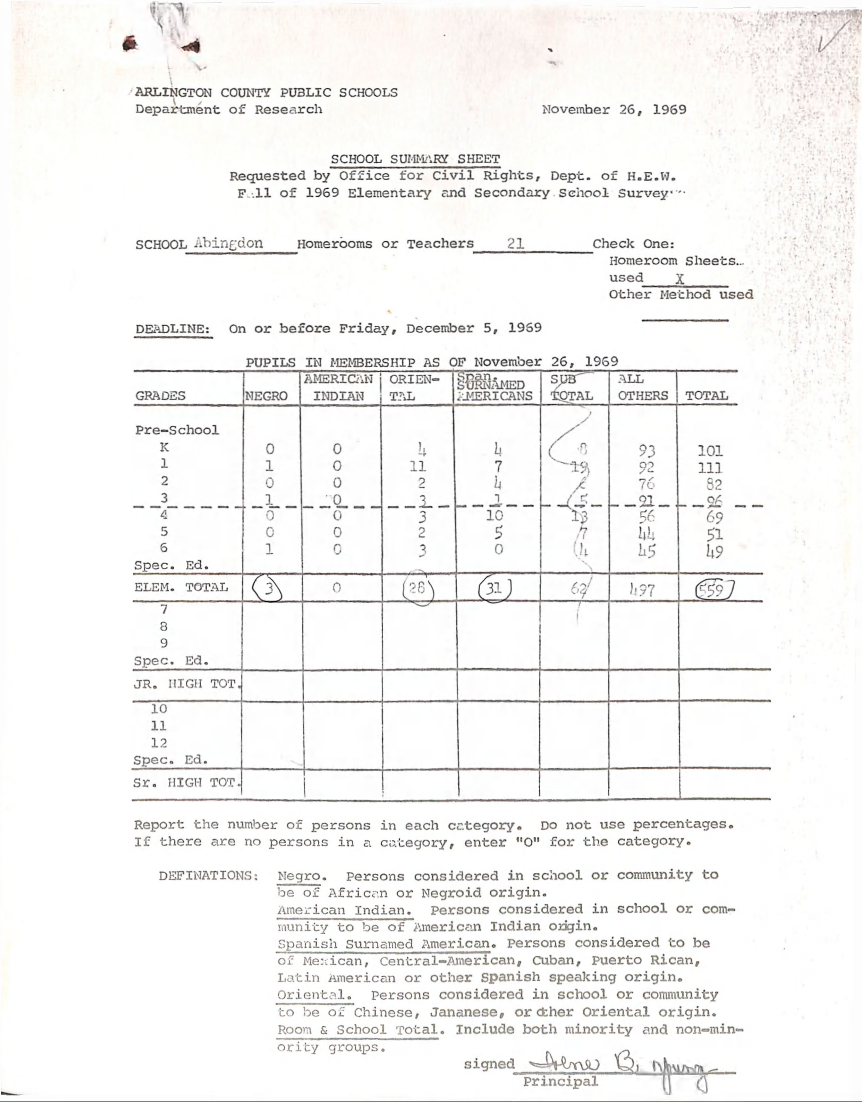 ARLINGTON COUNTY PUBLIC SCHOOLS
Department of Research November 26, 1969
SCHOOL SUMMARY SHEET
Requested by Office for Civil Rights, Dept. of H.E.W.
Fall of 1969 Elementary and Secondary School Survey
SCHOOL Abingdon Homerooms or Teachers 21 Check One:
Homeroom Sheets
used X
Other Method used
DEADLINE: On or before Friday, December 5, 1969
PUPILS IN MEMBERSHIP AS OF November 26, 1969
GRADES NEGRO AMERICAN INDIAN ORIEN-TAL Span. SURNAMED AMERICANS SUB TOTAL ALL OTHERS TOTAL
Pre-School
K 0 0 4 4 8 93 101
1 1 0 11 7 19 92 111
2 0 0 2 4 76 82
3 1 0 3 1 5 91 96
4 0 0 3 10 13 56 69
5 0 0 2 5 7 44 51
6 1 0 3 0 4 45 49
Spec. Ed.
ELEM. TOTAL 3 0 28 31 62 497 559
7
8
9
Spec. Ed.
JR. HIGH TOT.
10
11
12
Spec. Ed.
Sr. HIGH TOT.
Report the number of persons in each category. Do not use percentages.
If there are no persons in a category, enter "0" for the category.
DEFINATIONS: Negro. Persons considered in school or community to
be of African or Negroid origin.
American Indian. Persons considered in school or com-
munity to be of American Indian origin.
Spanish Surnamed American. Persons considered to be
of Mexican, Central-American, Cuban, Puerto Rican,
Latin American or other Spanish speaking origin.
Oriental. Persons considered in school or community
to be of Chinese, Jananese, or other Oriental origin.
Room & School Total. Include both minority and non-min-
ority groups.
signed Irene B. Young
Principal